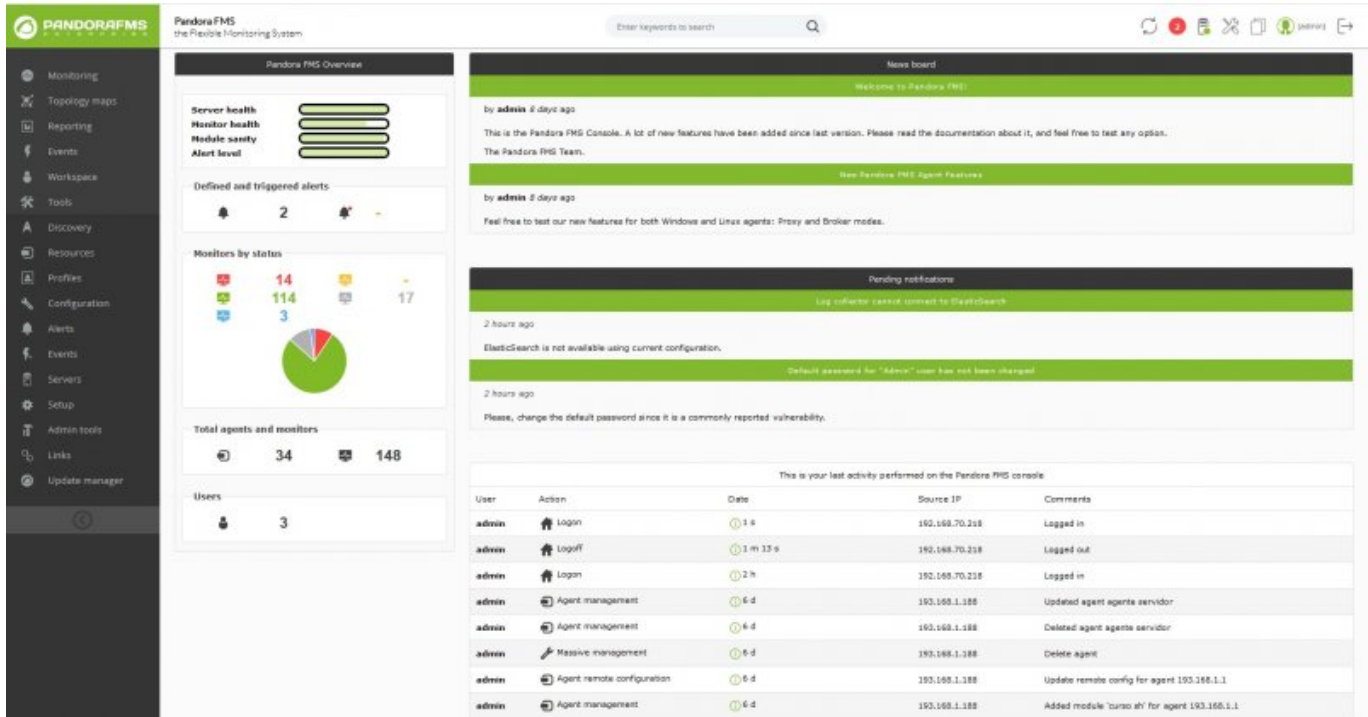 PANDORAFMS
ENTERPRISE
Pandora FMS
the Flexible Monitoring System
Enter keywords to search
2
(admin)
Monitoring
Topology maps
Reporting
Events
Workspace
Tools
Discovery
Resources
Profiles
Configuration
Alerts
Events
Servers
Setup
Admin tools
Links
Update manager
Pandora FMS Overview
Server health
Monitor health
Module sanity
Alert level
Defined and triggered alerts
2 -
Monitors by status
14 -
114 17
3
Total agents and monitors
34 148
Users
3
News board
Welcome to Pandora FMS!
by admin 8 days ago
This is the Pandora FMS Console. A lot of new features have been added since last version. Please read the documentation about it, and feel free to test any option.
The Pandora FMS Team.
New Pandora FMS Agent Features
by admin 8 days ago
Feel free to test our new features for both Windows and Linux agents: Proxy and Broker modes.
Pending notifications
Log collector cannot connect to ElasticSearch
2 hours ago
ElasticSearch is not available using current configuration.
Default password for "Admin" user has not been changed
2 hours ago
Please, change the default password since it is a commonly reported vulnerability.
This is your last activity performed on the Pandora FMS console
User Action Date Source IP Comments
admin Logon 1 s 192.168.70.218 Logged in
admin Logoff 1 m 13 s 192.168.70.218 Logged out
admin Logon 2 h 192.168.70.218 Logged in
admin Agent management 6 d 193.168.1.188 Updated agent agente servidor
admin Agent management 6 d 193.168.1.188 Deleted agent agente servidor
admin Massive management 6 d 193.168.1.188 Delete agent
admin Agent remote configuration 6 d 193.168.1.188 Update remote config for agent 193.168.1.1
admin Agent management 6 d 193.168.1.188 Added module 'curso sh' for agent 193.168.1.1